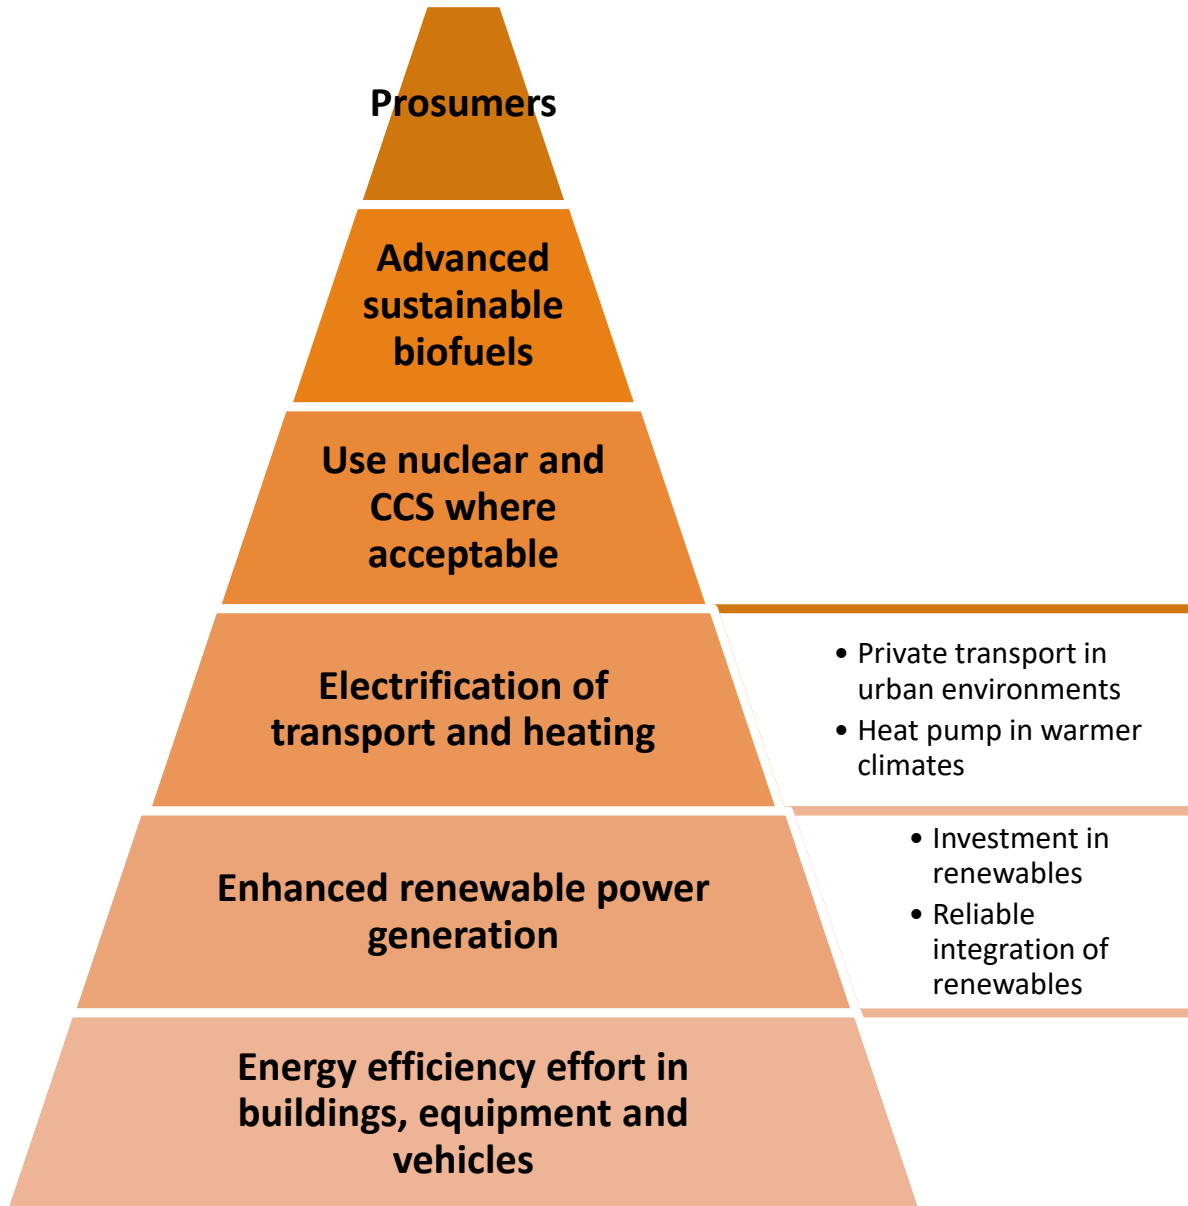 Prosumers
Advanced
sustainable
biofuels
Use nuclear and
CCS where
acceptable
Electrification of
transport and heating
• Private transport in
urban environments
• Heat pump in warmer
climates
Enhanced renewable power
generation
• Investment in
renewables
• Reliable
integration of
renewables
Energy efficiency effort in
buildings, equipment and
vehicles